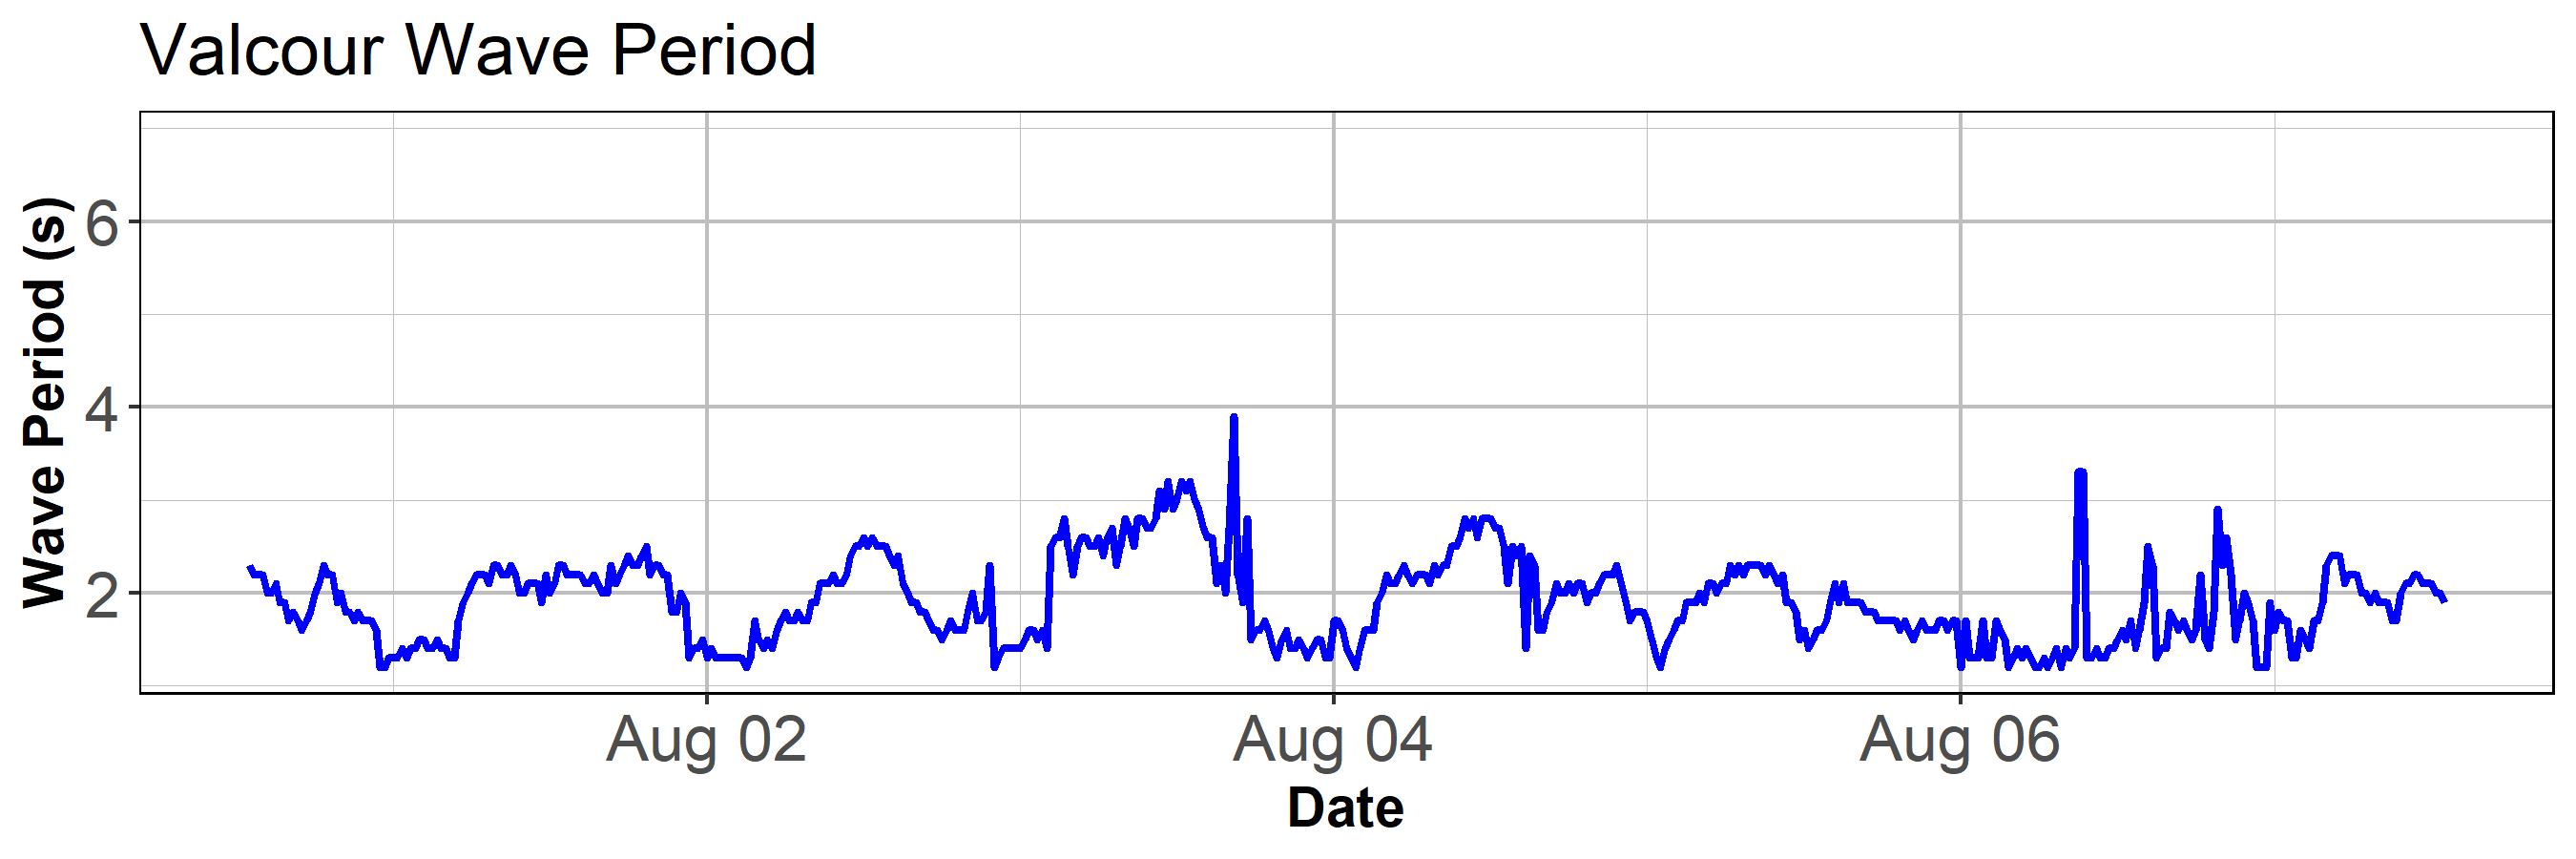 Valcour Wave Period
Wave Period (s)
6
4
2
Aug 02 Aug 04 Aug 06
Date